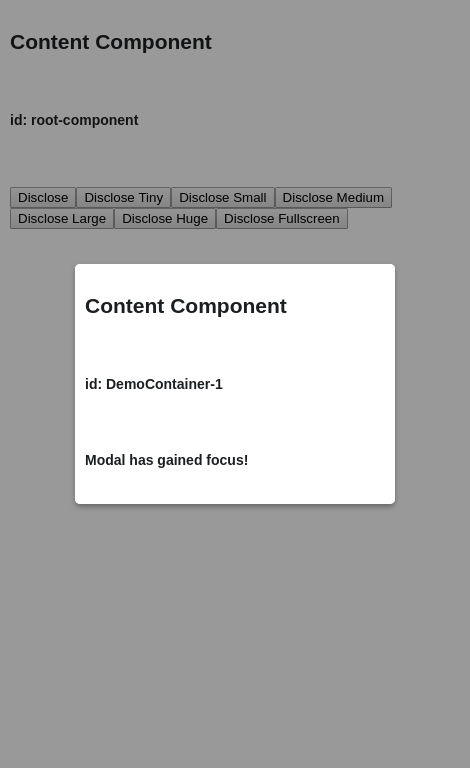 Content Component
id: root-component
Disclose Disclose Tiny Disclose Small Disclose Medium
Disclose Large Disclose Huge Disclose Fullscreen
Content Component
id: DemoContainer-1
Modal has gained focus!